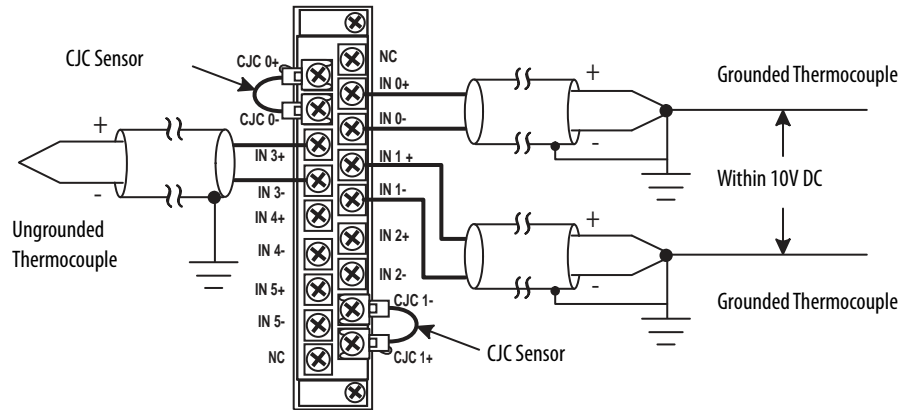 CJC Sensor
CJC 0+
CJC 0-
IN 3+
IN 3-
IN 4+
IN 4-
IN 5+
IN 5-
NC
+
-
Ungrounded
Thermocouple
NC
IN 0+
IN 0-
IN 1 +
IN 1-
IN 2+
IN 2-
CJC 1-
CJC 1+
CJC Sensor
+
-
Grounded Thermocouple
Within 10V DC
+
-
Grounded Thermocouple